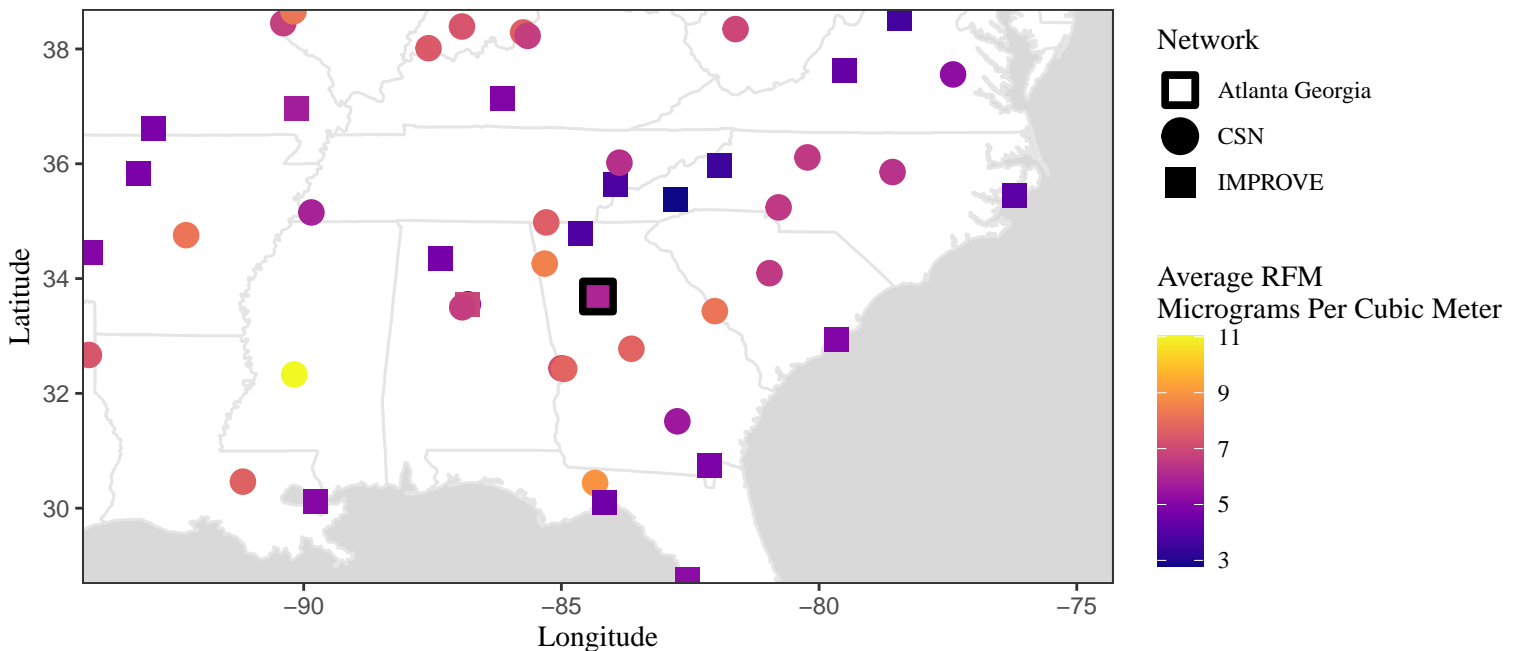 38
36
34
32
30
Latitude
−90
−85
−80
−75
Longitude
Network
Atlanta Georgia
CSN
IMPROVE
Average RFM
Micrograms Per Cubic Meter
11
9
7
5
3